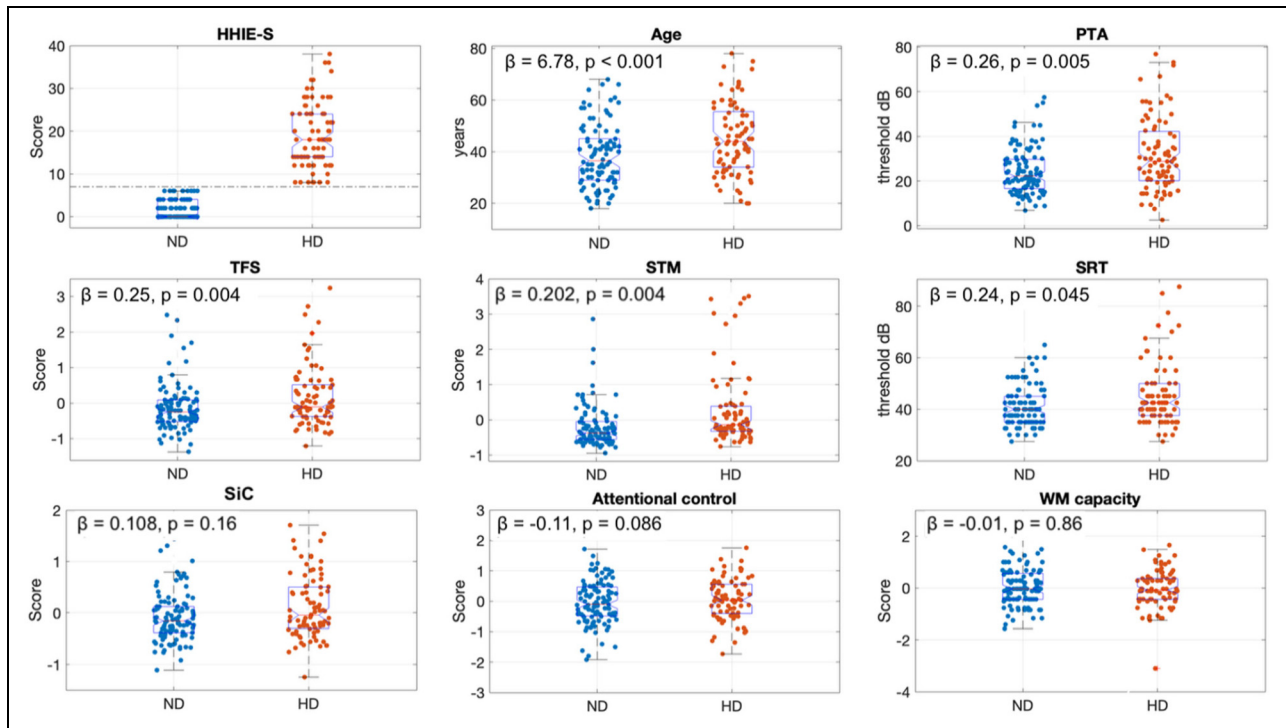 HHIE-S
40
30
20
10
0
Score
ND HD
Age
β = 6.78, p < 0.001
80
60
40
20
years
ND HD
PTA
β = 0.26, p = 0.005
80
60
40
20
0
threshold dB
ND HD
TFS
β = 0.25, p = 0.004
3
2
1
0
-1
Score
ND HD
STM
β = 0.202, p = 0.004
4
3
2
1
0
-1
Score
ND HD
SRT
β = 0.24, p = 0.045
80
60
40
20
threshold dB
ND HD
SiC
β = 0.108, p = 0.16
2
1
0
-1
Score
ND HD
Attentional control
β = -0.11, p = 0.086
3
2
1
0
-1
-2
-3
Score
ND HD
WM capacity
β = -0.01, p = 0.86
2
0
-2
-4
Score
ND HD